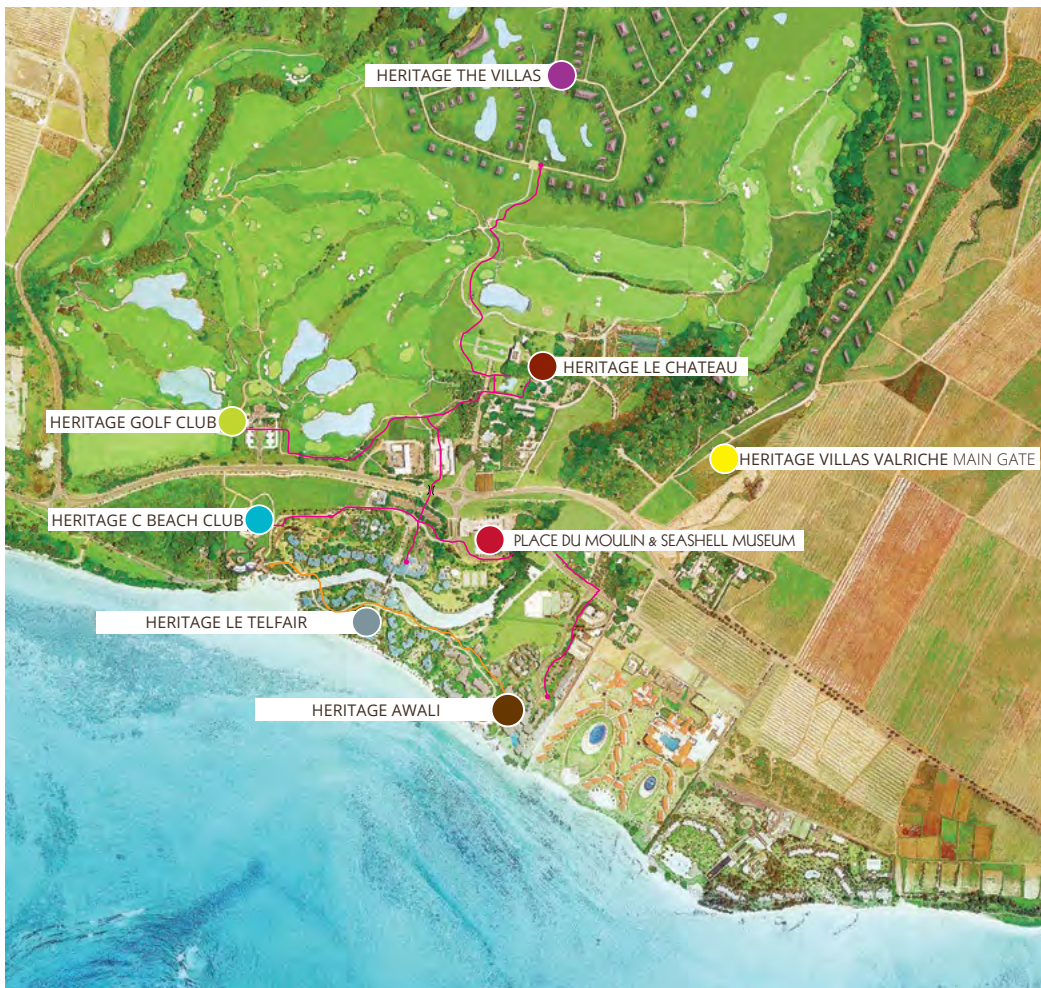 HERITAGE THE VILLAS
HERITAGE LE CHATEAU
HERITAGE GOLF CLUB
HERITAGE VILLAS VALRICHE MAIN GATE
HERITAGE C BEACH CLUB
PLACE DU MOULIN & SEASHELL MUSEUM
HERITAGE LE TELFAIR
HERITAGE AWALI